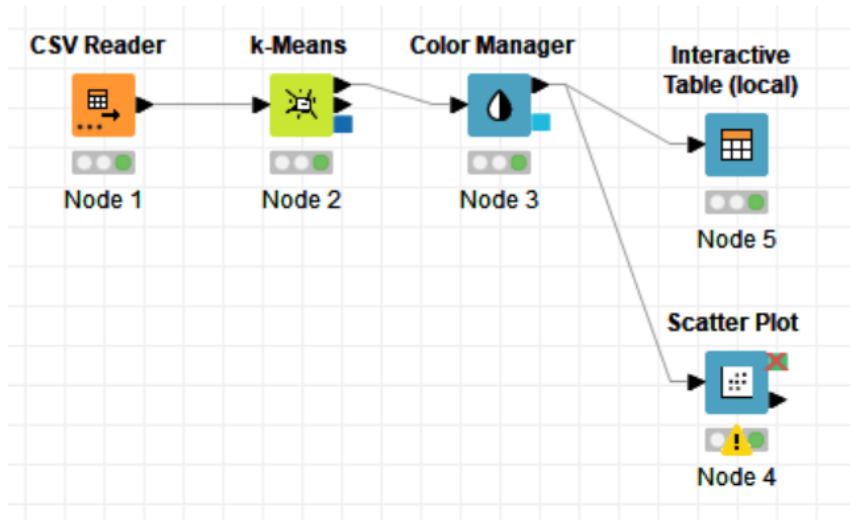 CSV Reader
k-Means
Color Manager
Interactive
Table (local)
Node 1
Node 2
Node 3
Node 5
Scatter Plot
!
Node 4